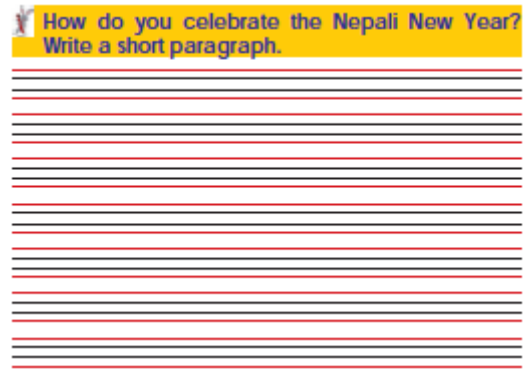 How do you celebrate the Nepali New Year?
Write a short paragraph.